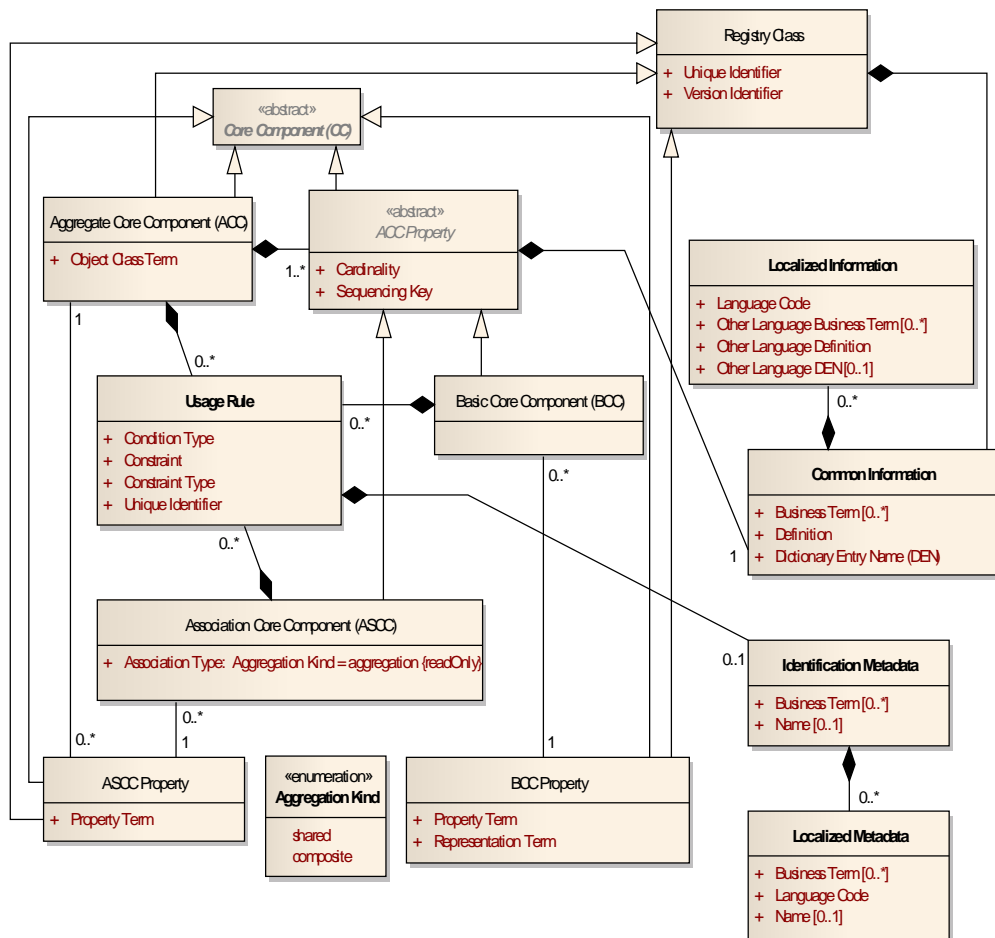 Registry Class
+ Unique Identifier
+ Version Identifier
«abstract»
Core Component (CC)
Aggregate Core Component (ACC)
+ Object Class Term
«abstract»
ACC Property
+ Cardinality
+ Sequencing Key
1..*
1
0..*
Localized Information
+ Language Code
+ Other Language Business Term [0..*]
+ Other Language Definition
+ Other Language DEN [0..1]
0..*
Usage Rule
+ Condition Type
+ Constraint
+ Constraint Type
+ Unique Identifier
0..*
Basic Core Component (BCC)
0..*
Common Information
+ Business Term [0..*]
+ Definition
+ Dictionary Entry Name (DEN)
1
0..*
Association Core Component (ASCC)
+ Association Type: Aggregation Kind = aggregation {readOnly}
0..1
Identification Metadata
+ Business Term [0..*]
+ Name [0..1]
0..*
0..*
1
1
ASCC Property
+ Property Term
«enumeration»
Aggregation Kind
shared
composite
BCC Property
+ Property Term
+ Representation Term
0..*
Localized Metadata
+ Business Term [0..*]
+ Language Code
+ Name [0..1]